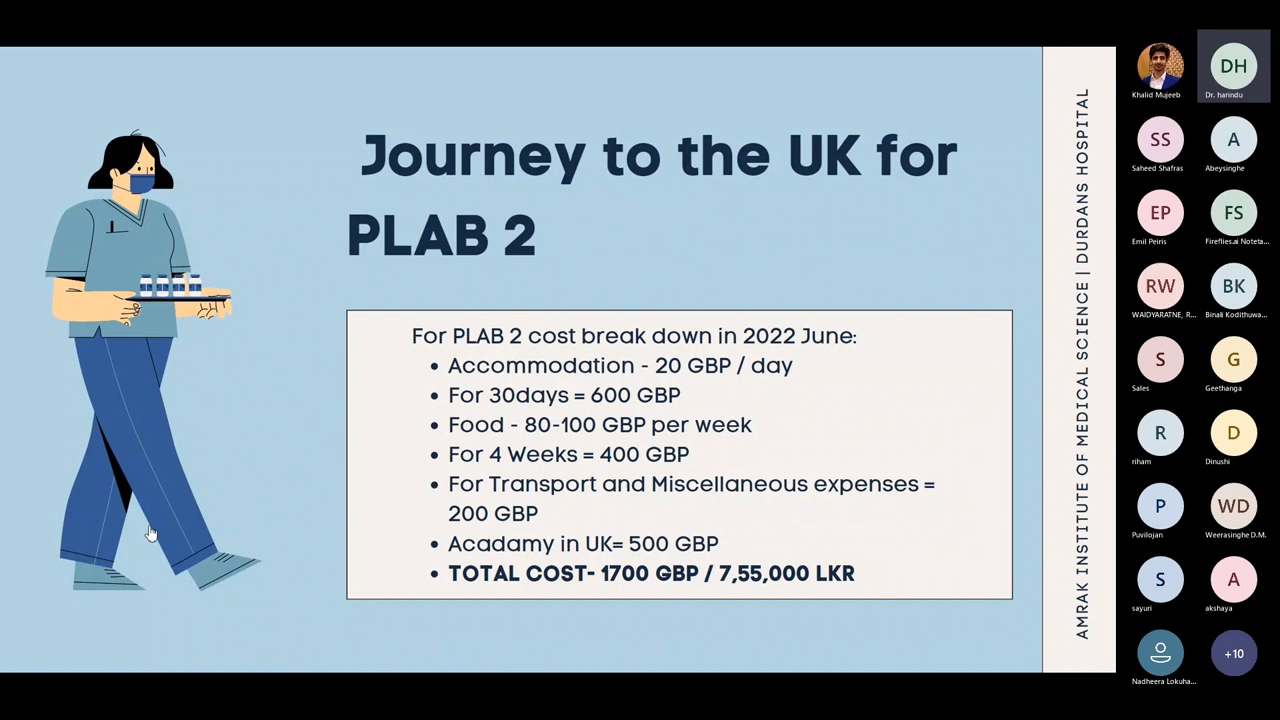 Journey to the UK for
PLAB 2
For PLAB 2 cost break down in 2022 June:
• Accommodation - 20 GBP / day
• For 30days = 600 GBP
• Food - 80-100 GBP per week
• For 4 Weeks = 400 GBP
• For Transport and Miscellaneous expenses =
200 GBP
• Acadamy in UK= 500 GBP
• TOTAL COST- 1700 GBP / 7,55,000 LKR
AMRAK INSTITUTE OF MEDICAL SCIENCE | DURDANS HOSPITAL
Khalid Mujeeb
DH
Dr. harindu
SS
Saheed Shafras
A
Abeysinghe
EP
Emil Peiris
FS
Fireflies.ai Noteta...
RW
WAIDYARATNE, R...
BK
Binali Kodithuwa...
S
Sales
G
Geethanga
R
riham
D
Dinushi
P
Puvilojan
WD
Weerasinghe D.M.
S
sayuri
A
akshaya
Nadheera Lokuha...
+10